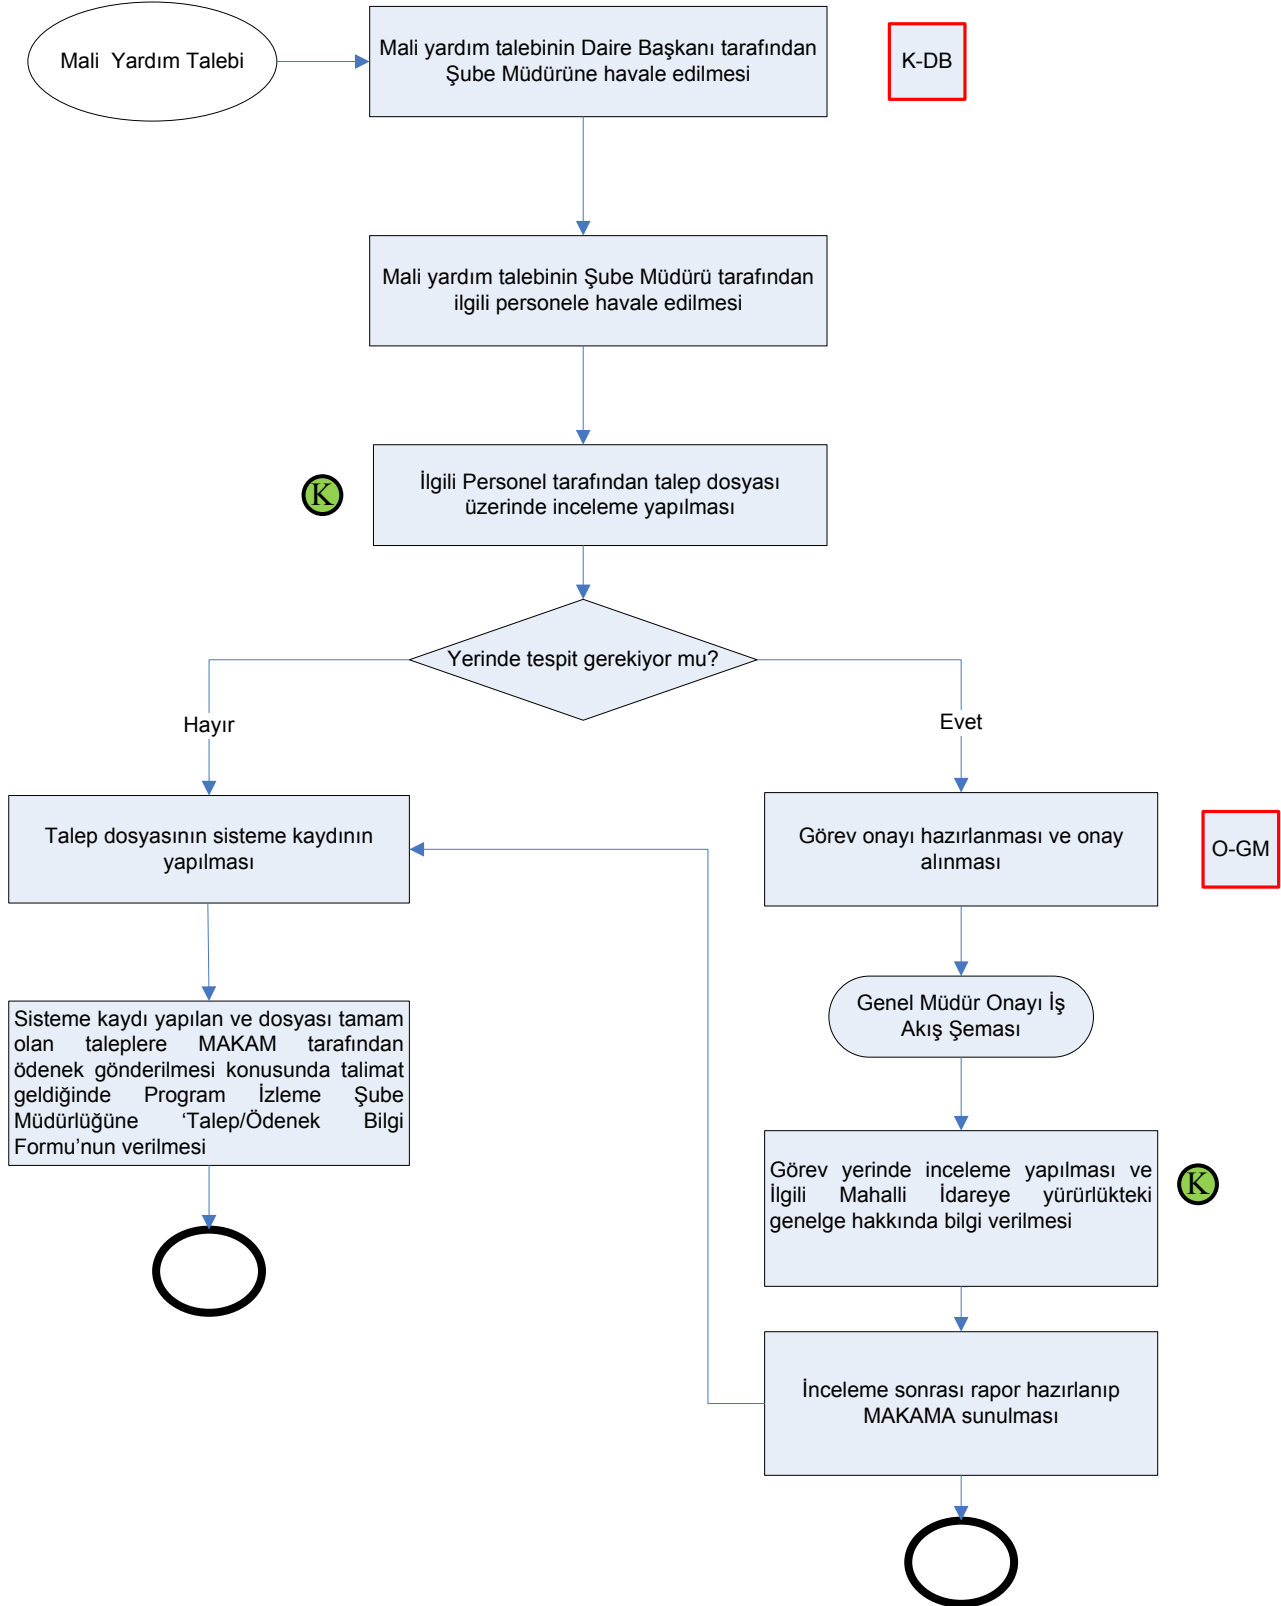 Mali Yardım Talebi
Mali yardım talebinin Daire Başkanı tarafından
Şube Müdürüne havale edilmesi
K-DB
Mali yardım talebinin Şube Müdürü tarafından
ilgili personele havale edilmesi
K
İlgili Personel tarafından talep dosyası
üzerinde inceleme yapılması
Yerinde tespit gerekiyor mu?
Hayır
Evet
Talep dosyasının sisteme kaydının
yapılması
Görev onayı hazırlanması ve onay
alınması
O-GM
Genel Müdür Onayı İş
Akış Şeması
Sisteme kaydı yapılan ve dosyası tamam
olan taleplere MAKAM tarafından
ödenek gönderilmesi konusunda talimat
geldiğinde Program İzleme Şube
Müdürlüğüne ‘Talep/Ödenek Bilgi
Formu’nun verilmesi
Görev yerinde inceleme yapılması ve
İlgili Mahalli İdareye yürürlükteki
genelge hakkında bilgi verilmesi
K
İnceleme sonrası rapor hazırlanıp
MAKAMA sunulması